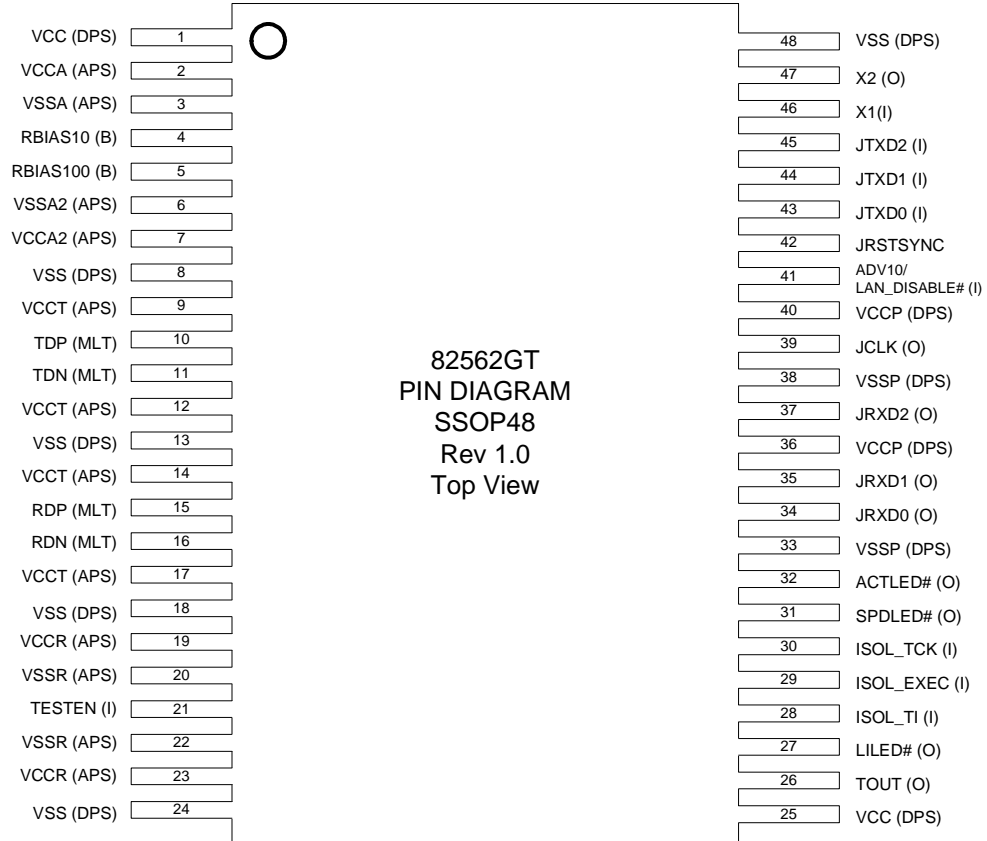 VCC (DPS) 1
VCCA (APS) 2
VSSA (APS) 3
RBIAS10 (B) 4
RBIAS100 (B) 5
VSSA2 (APS) 6
VCCA2 (APS) 7
VSS (DPS) 8
VCCT (APS) 9
TDP (MLT) 10
TDN (MLT) 11
VCCT (APS) 12
VSS (DPS) 13
VCCT (APS) 14
RDP (MLT) 15
RDN (MLT) 16
VCCT (APS) 17
VSS (DPS) 18
VCCR (APS) 19
VSSR (APS) 20
TESTEN (I) 21
VSSR (APS) 22
VCCR (APS) 23
VSS (DPS) 24
82562GT
PIN DIAGRAM
SSOP48
Rev 1.0
Top View
48 VSS (DPS)
47 X2 (O)
46 X1(I)
45 JTXD2 (I)
44 JTXD1 (I)
43 JTXD0 (I)
42 JRSTSYNC
41 ADV10/
LAN_DISABLE# (I)
40 VCCP (DPS)
39 JCLK (O)
38 VSSP (DPS)
37 JRXD2 (O)
36 VCCP (DPS)
35 JRXD1 (O)
34 JRXD0 (O)
33 VSSP (DPS)
32 ACTLED# (O)
31 SPDLED# (O)
30 ISOL_TCK (I)
29 ISOL_EXEC (I)
28 ISOL_TI (I)
27 LILED# (O)
26 TOUT (O)
25 VCC (DPS)